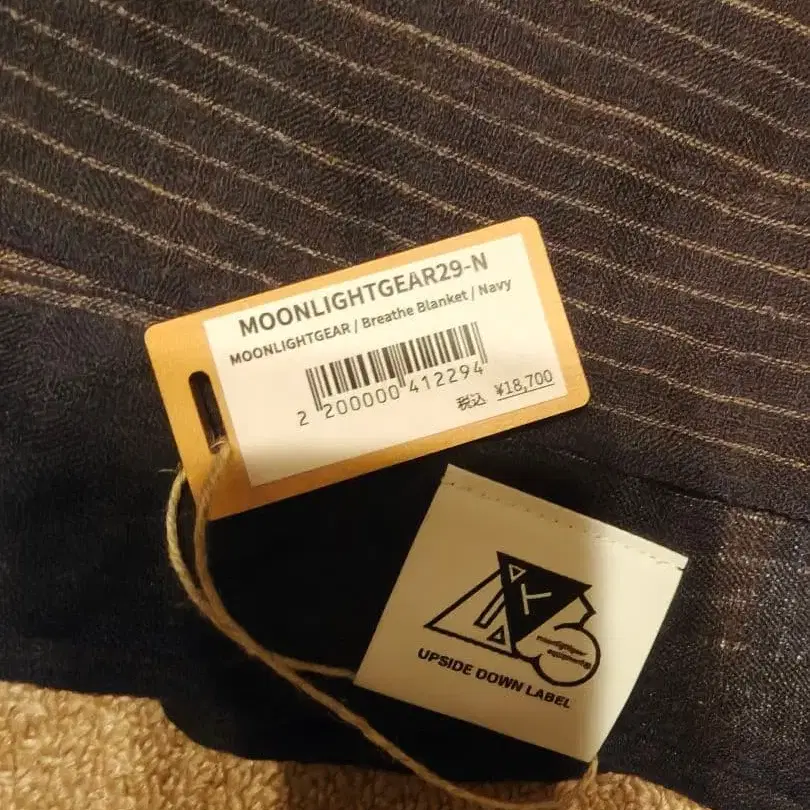 MOONLIGHTGEAR29-N
MOONLIGHTGEAR / Breathe Blanket / Navy
2 200000 412294
税込 ¥18,700
UPSIDE DOWN LABEL